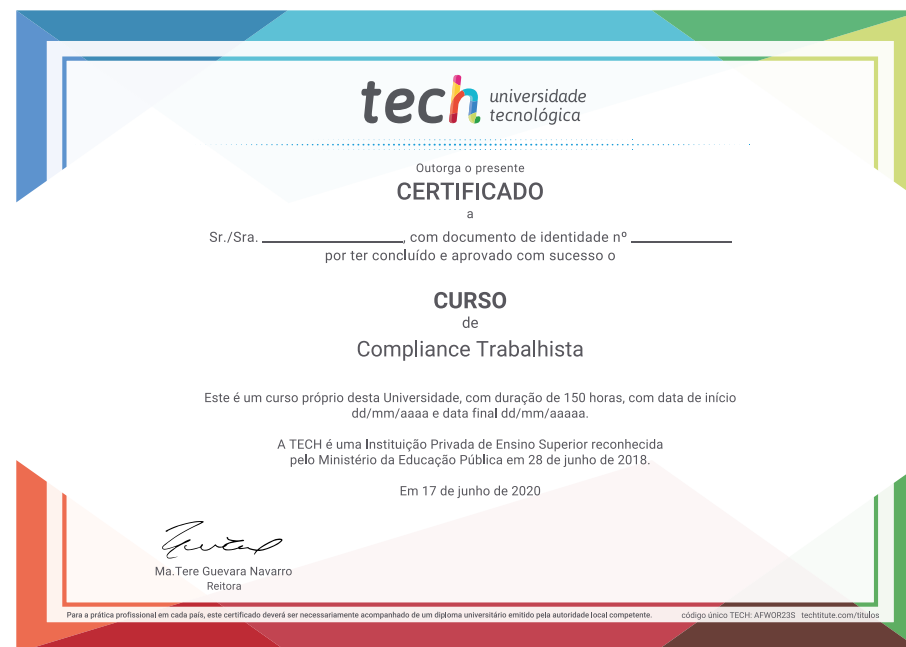 tech universidade
tecnológica
Outorga o presente
CERTIFICADO
a
Sr./Sra. ____________, com documento de identidade nº _________
por ter concluído e aprovado com sucesso o
CURSO
de
Compliance Trabalhista
Este é um curso próprio desta Universidade, com duração de 150 horas, com data de início
dd/mm/aaaa e data final dd/mm/aaaaa.
A TECH é uma Instituição Privada de Ensino Superior reconhecida
pelo Ministério da Educação Pública em 28 de junho de 2018.
Em 17 de junho de 2020
Ma.Tere Guevara Navarro
Reitora
Para a prática profissional em cada país, este certificado deverá ser necessariamente acompanhado de um diploma universitário emitido pela autoridade local competente. código único TECH: AFWOR23S techtitute.com/titulos